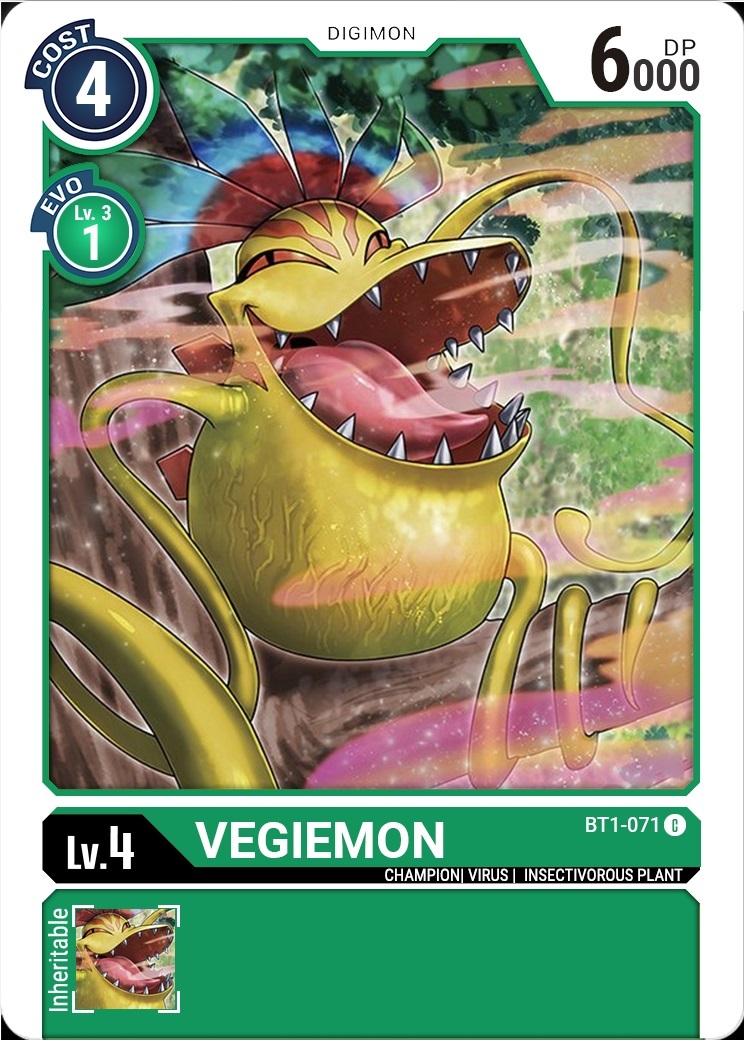 DIGIMON
COST
4
6000
DP
EVO
Lv. 3
1
BT1-071 C
Lv.4
VEGIEMON
CHAMPION| VIRUS | INSECTIVOROUS PLANT
Inheritable